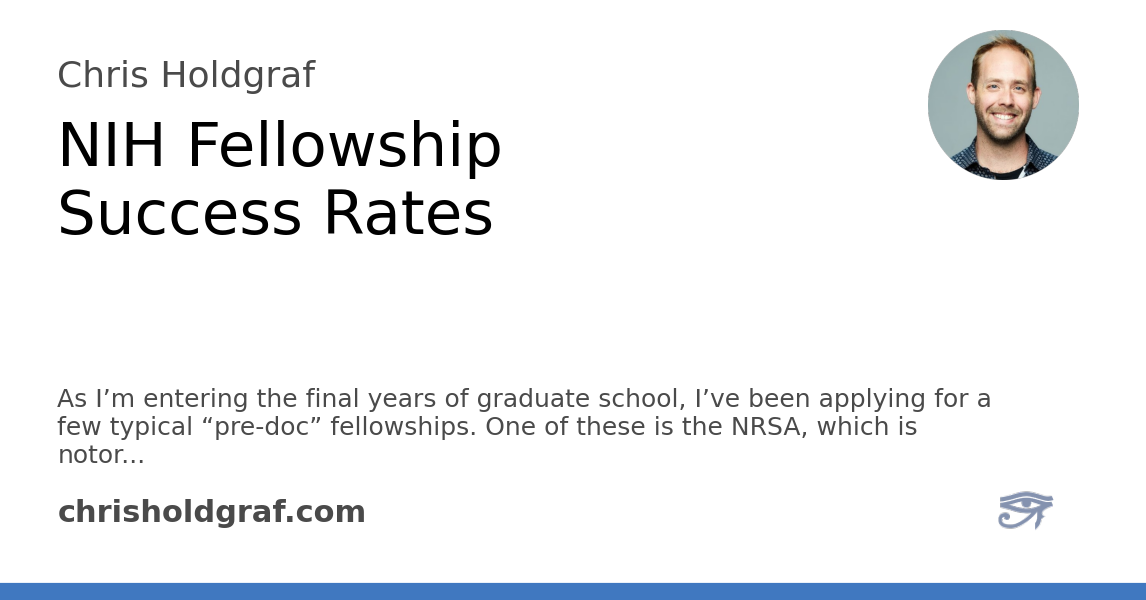 Chris Holdgraf
NIH Fellowship
Success Rates
As I’m entering the final years of graduate school, I’ve been applying for a
few typical “pre-doc” fellowships. One of these is the NRSA, which is
notor...
chrisholdgraf.com